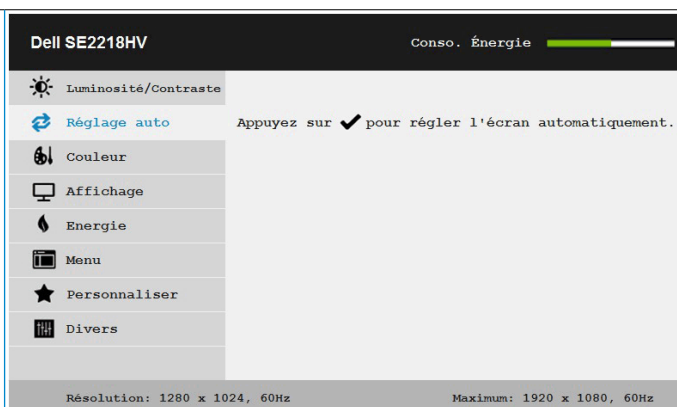 Dell SE2218HV Conso. Énergie
Luminosité/Contraste
Réglage auto Appuyez sur pour régler l'écran automatiquement.
Couleur
Affichage
Energie
Menu
Personnaliser
Divers
Résolution: 1280 x 1024, 60Hz Maximum: 1920 x 1080, 60Hz